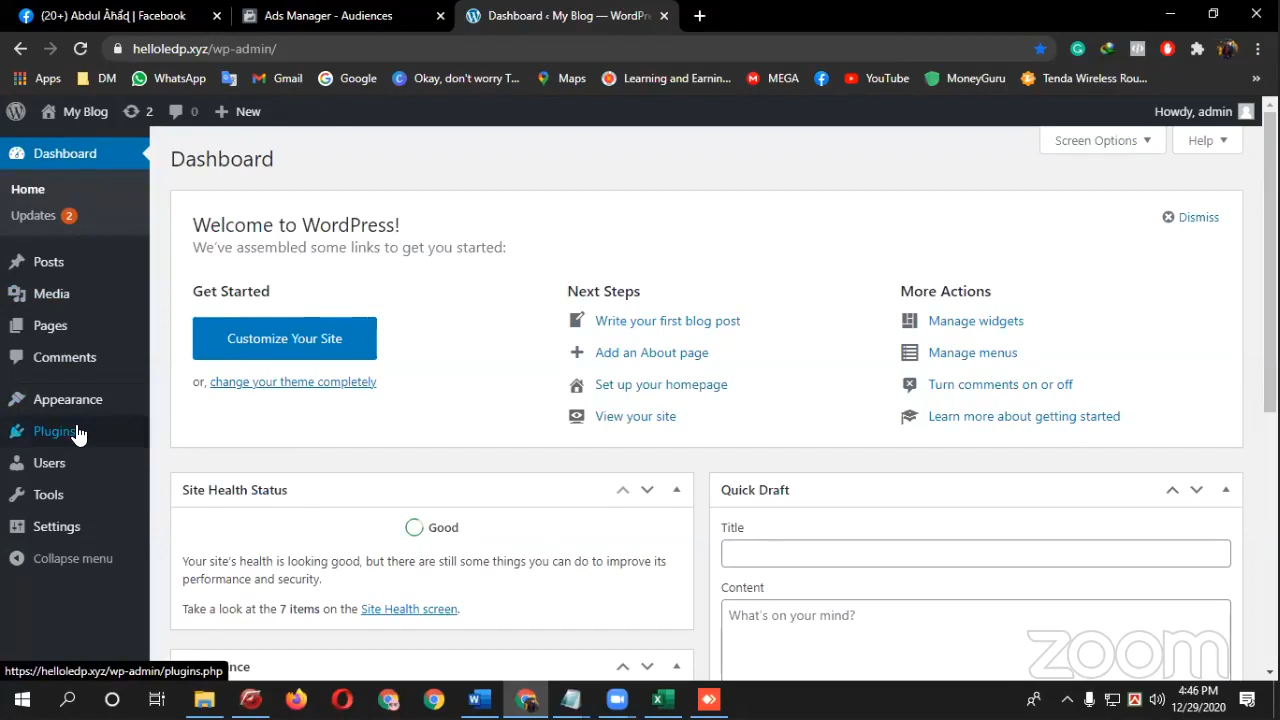 (20+) Abdul Âhâd | Facebook
Ads Manager - Audiences
Dashboard ‹ My Blog — WordPr
helloledp.xyz/wp-admin/
Apps
DM
WhatsApp
Gmail
Google
Okay, don't worry T...
Maps
Learning and Earnin...
MEGA
YouTube
MoneyGuru
Tenda Wireless Rou...
»
My Blog
2
0
New
Howdy, admin
Dashboard
Home
Updates 2
Posts
Media
Pages
Comments
Appearance
Plugins
Users
Tools
Settings
Collapse menu
Dashboard
Screen Options
Help
Welcome to WordPress!
We've assembled some links to get you started:
Dismiss
Get Started
Customize Your Site
or, change your theme completely
Next Steps
Write your first blog post
Add an About page
Set up your homepage
View your site
More Actions
Manage widgets
Manage menus
Turn comments on or off
Learn more about getting started
Site Health Status
Good
Your site's health is looking good, but there are still some things you can do to improve its
performance and security.
Take a look at the 7 items on the Site Health screen.
Quick Draft
Title
Content
What's on your mind?
zoom
https://helloledp.xyz/wp-admin/plugins.php
nce
4:46 PM
12/29/2020